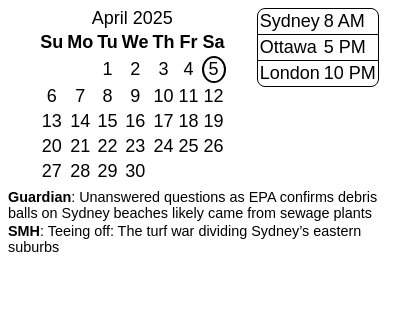 April 2025
Su Mo Tu We Th Fr Sa
1 2 3 4 5
6 7 8 9 10 11 12
13 14 15 16 17 18 19
20 21 22 23 24 25 26
27 28 29 30
Sydney 8 AM
Ottawa 5 PM
London 10 PM
Guardian: Unanswered questions as EPA confirms debris
balls on Sydney beaches likely came from sewage plants
SMH: Teeing off: The turf war dividing Sydney’s eastern
suburbs